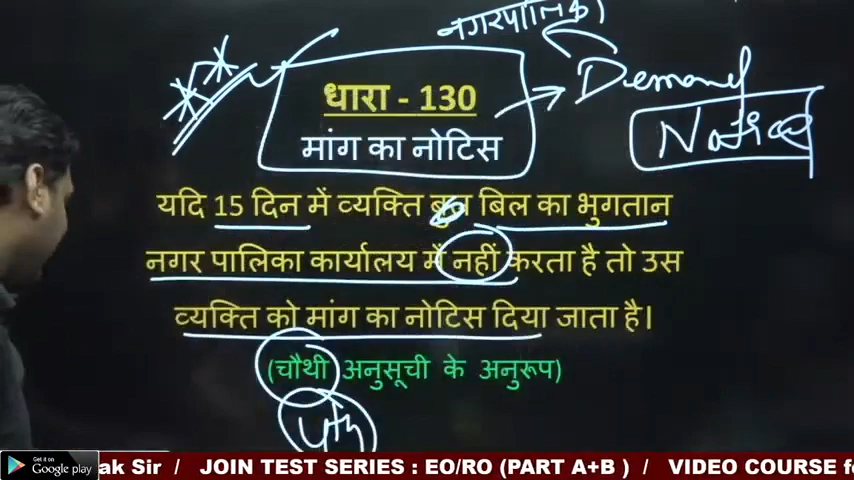 नगरपालिका
Demand
Notice
धारा - 130
मांग का नोटिस
यदि 15 दिन में व्यक्ति बिल का भुगतान
नगर पालिका कार्यालय में नहीं करता है तो उस
व्यक्ति को मांग का नोटिस दिया जाता है।
(चौथी अनुसूची के अनुरूप)
4th
GET IT ON
Google play
ak Sir / JOIN TEST SERIES : EO/RO (PART A+B ) / VIDEO COURSE fo